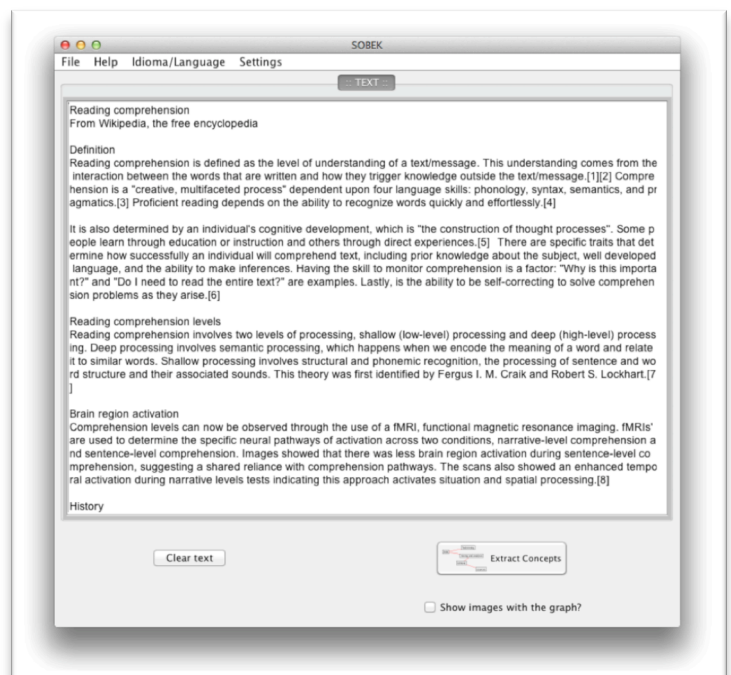 SOBEK
File Help Idioma/Language Settings
:: TEXT ::
Reading comprehension
From Wikipedia, the free encyclopedia
Definition
Reading comprehension is defined as the level of understanding of a text/message. This understanding comes from the
interaction between the words that are written and how they trigger knowledge outside the text/message.[1][2] Compre
hension is a "creative, multifaceted process" dependent upon four language skills: phonology, syntax, semantics, and pr
agmatics.[3] Proficient reading depends on the ability to recognize words quickly and effortlessly.[4]
It is also determined by an individual's cognitive development, which is "the construction of thought processes". Some p
eople learn through education or instruction and others through direct experiences.[5] There are specific traits that det
ermine how successfully an individual will comprehend text, including prior knowledge about the subject, well developed
language, and the ability to make inferences. Having the skill to monitor comprehension is a factor: "Why is this importa
nt?" and "Do I need to read the entire text?" are examples. Lastly, is the ability to be self-correcting to solve comprehen
sion problems as they arise.[6]
Reading comprehension levels
Reading comprehension involves two levels of processing, shallow (low-level) processing and deep (high-level) process
ing. Deep processing involves semantic processing, which happens when we encode the meaning of a word and relate
it to similar words. Shallow processing involves structural and phonemic recognition, the processing of sentence and wo
rd structure and their associated sounds. This theory was first identified by Fergus I. M. Craik and Robert S. Lockhart.[7
]
Brain region activation
Comprehension levels can now be observed through the use of a fMRI, functional magnetic resonance imaging. fMRIs'
are used to determine the specific neural pathways of activation across two conditions, narrative-level comprehension a
nd sentence-level comprehension. Images showed that there was less brain region activation during sentence-level co
mprehension, suggesting a shared reliance with comprehension pathways. The scans also showed an enhanced tempo
ral activation during narrative levels tests indicating this approach activates situation and spatial processing.[8]
History
Clear text
Extract Concepts
Show images with the graph?